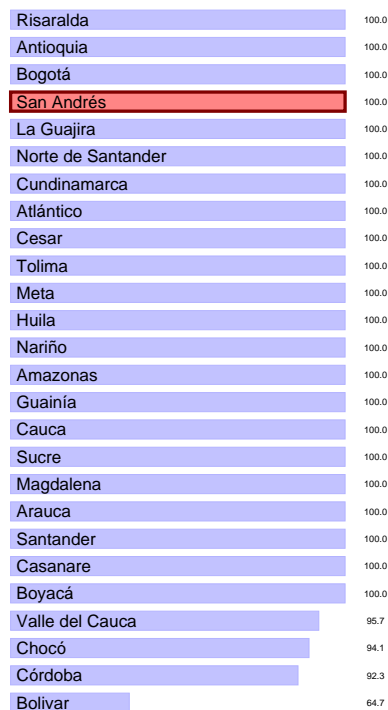 Risaralda 100.0
Antioquia 100.0
Bogotá 100.0
San Andrés 100.0
La Guajira 100.0
Norte de Santander 100.0
Cundinamarca 100.0
Atlántico 100.0
Cesar 100.0
Tolima 100.0
Meta 100.0
Huila 100.0
Nariño 100.0
Amazonas 100.0
Guainía 100.0
Cauca 100.0
Sucre 100.0
Magdalena 100.0
Arauca 100.0
Santander 100.0
Casanare 100.0
Boyacá 100.0
Valle del Cauca 95.7
Chocó 94.1
Córdoba 92.3
Bolivar 64.7